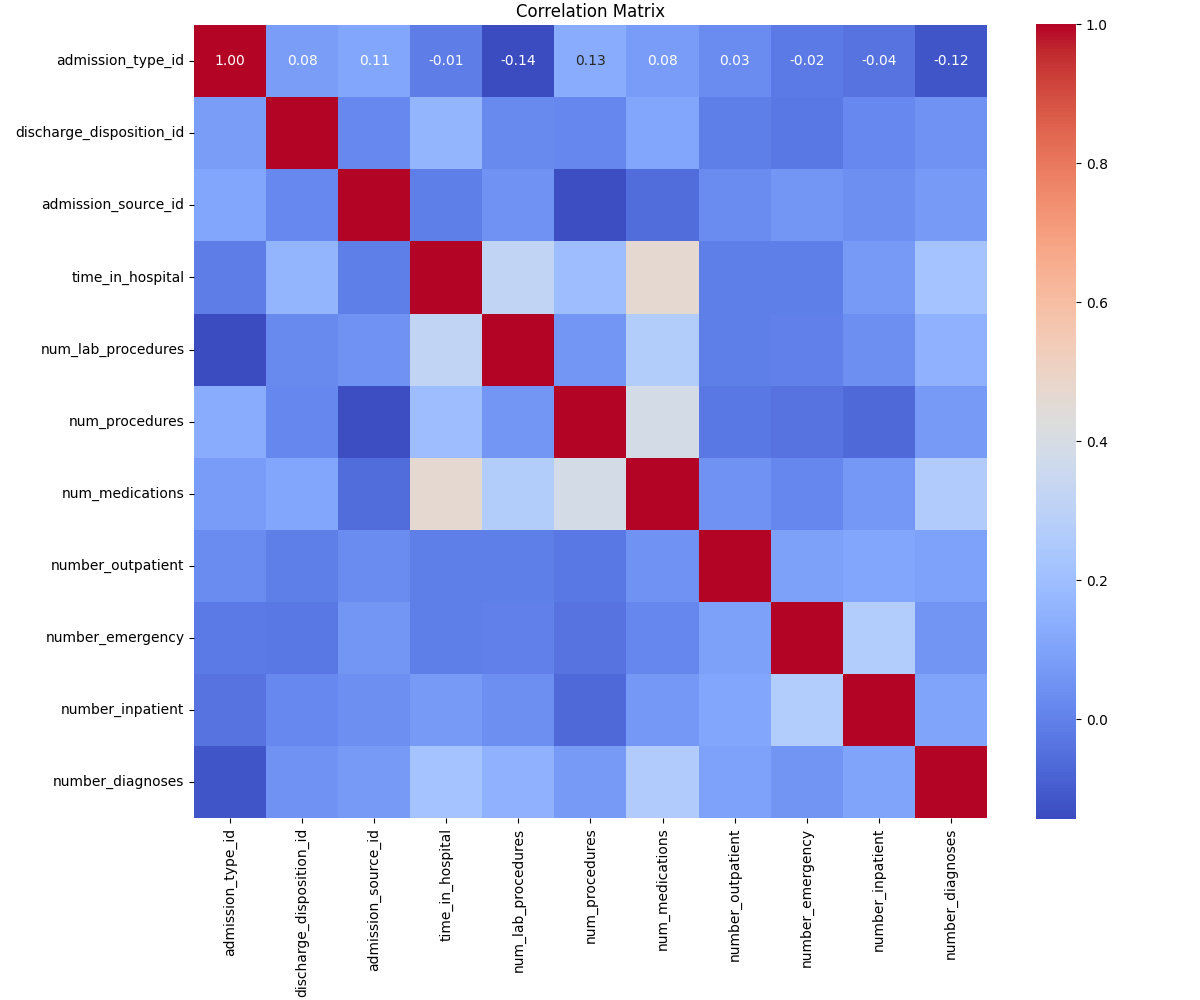 Correlation Matrix
admission_type_id 1.00 0.08 0.11 -0.01 -0.14 0.13 0.08 0.03 -0.02 -0.04 -0.12
discharge_disposition_id
admission_source_id
time_in_hospital
num_lab_procedures
num_procedures
num_medications
number_outpatient
number_emergency
number_inpatient
number_diagnoses
admission_type_id
discharge_disposition_id
admission_source_id
time_in_hospital
num_lab_procedures
num_procedures
num_medications
number_outpatient
number_emergency
number_inpatient
number_diagnoses
1.0
0.8
0.6
0.4
0.2
0.0